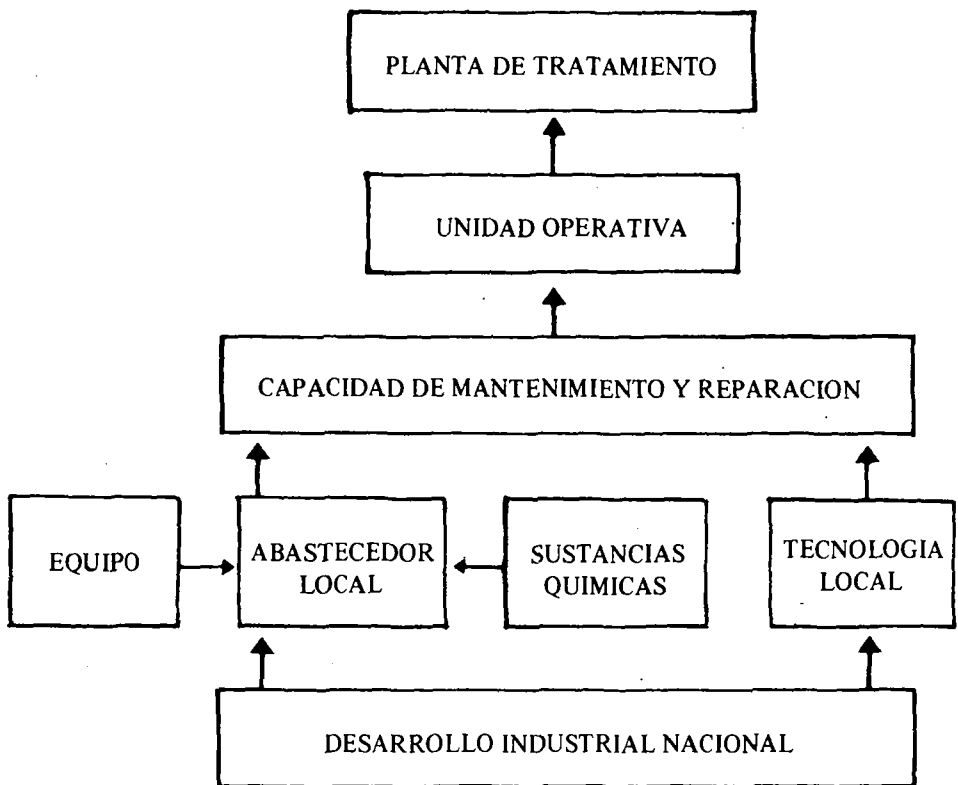 PLANTA DE TRATAMIENTO
UNIDAD OPERATIVA
CAPACIDAD DE MANTENIMIENTO Y REPARACION
EQUIPO
ABASTECEDOR
LOCAL
SUSTANCIAS
QUIMICAS
TECNOLOGIA
LOCAL
DESARROLLO INDUSTRIAL NACIONAL